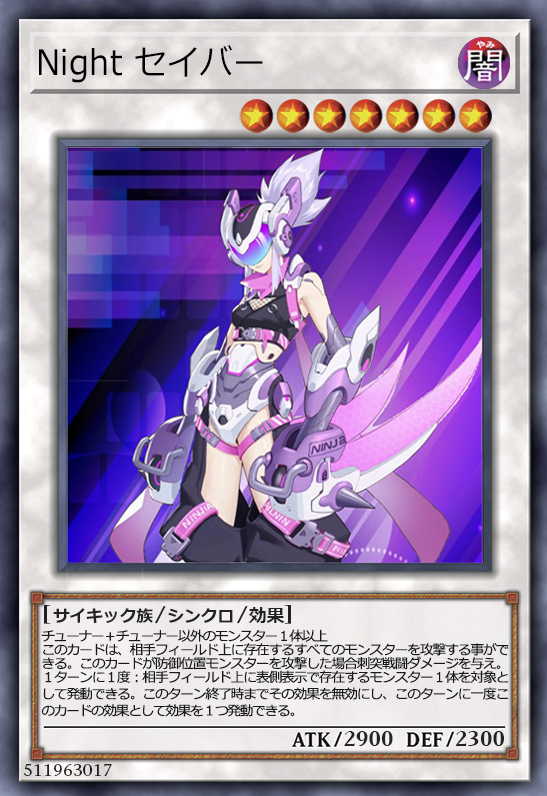 Night セイバー
やみ
闇
[サイキック族/シンクロ/効果]
チューナー+チューナー以外のモンスター1体以上
このカードは、相手フィールド上に存在するすべてのモンスターを攻撃する事がで
きる。このカードが防御位置モンスターを攻撃した場合刺突戦闘ダメージを与え。
1ターンに1度:相手フィールド上に表側表示で存在するモンスター1体を対象と
して発動できる。このターン終了時までその効果を無効にし、このターンに一度こ
のカードの効果として効果を1つ発動できる。
ATK/2900 DEF/2300
511963017
NINJA
NINJA